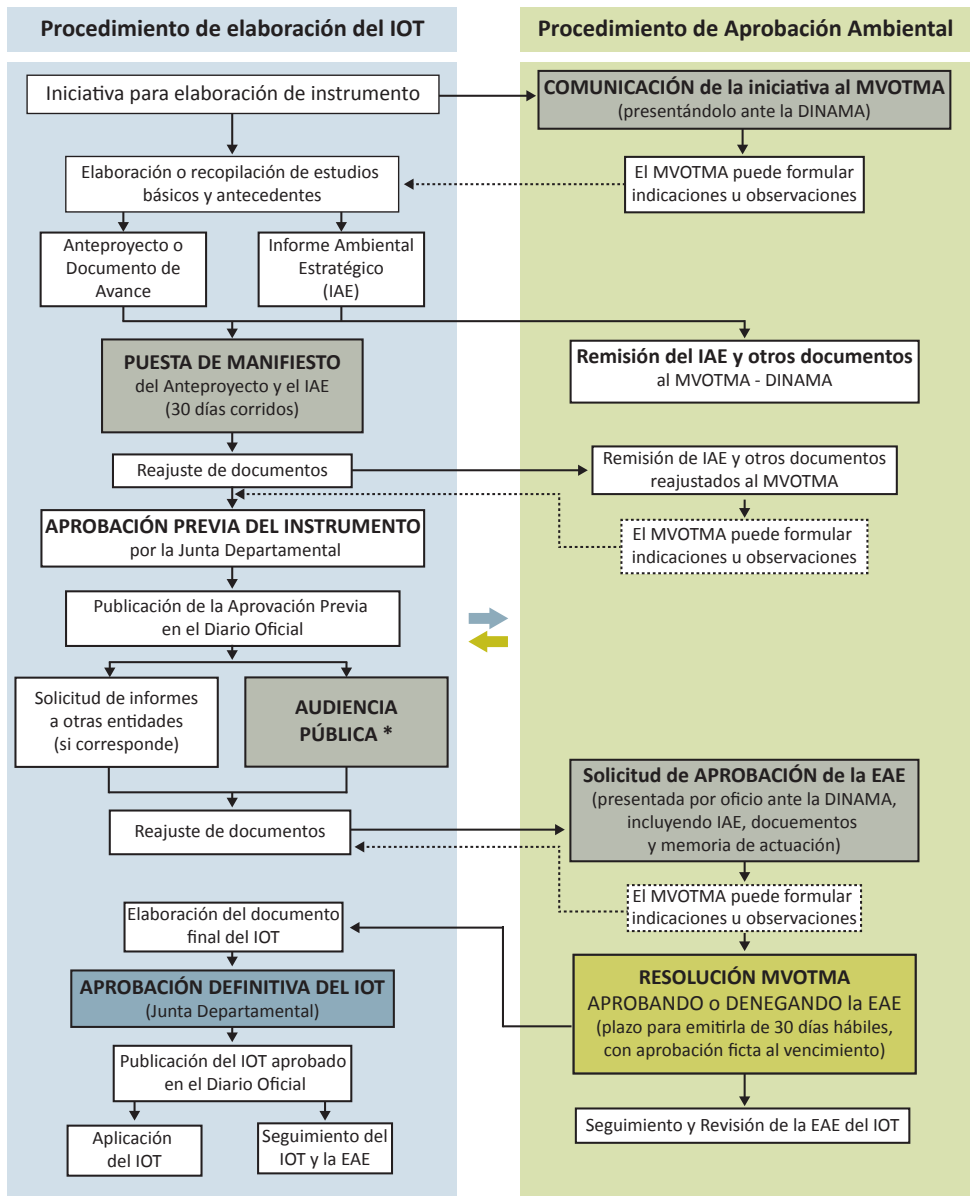 Procedimiento de elaboración del IOT
Procedimiento de Aprobación Ambiental
Iniciativa para elaboración de instrumento
COMUNICACIÓN de la iniciativa al MVOTMA
(presentándolo ante la DINAMA)
Elaboración o recopilación de estudios
básicos y antecedentes
El MVOTMA puede formular
indicaciones u observaciones
Anteproyecto o
Documento de
Avance
Informe Ambiental
Estratégico
(IAE)
PUESTA DE MANIFIESTO
del Anteproyecto y el IAE
(30 días corridos)
Remisión del IAE y otros documentos
al MVOTMA - DINAMA
Reajuste de documentos
Remisión de IAE y otros documentos
reajustados al MVOTMA
APROBACIÓN PREVIA DEL INSTRUMENTO
por la Junta Departamental
El MVOTMA puede formular
indicaciones u observaciones
Publicación de la Aprovación Previa
en el Diario Oficial
Solicitud de informes
a otras entidades
(si corresponde)
AUDIENCIA
PÚBLICA *
Reajuste de documentos
Solicitud de APROBACIÓN de la EAE
(presentada por oficio ante la DINAMA,
incluyendo IAE, docuementos
y memoria de actuación)
El MVOTMA puede formular
indicaciones u observaciones
Elaboración del documento
final del IOT
RESOLUCIÓN MVOTMA
APROBANDO o DENEGANDO la EAE
(plazo para emitirla de 30 días hábiles,
con aprobación ficta al vencimiento)
APROBACIÓN DEFINITIVA DEL IOT
(Junta Departamental)
Publicación del IOT aprobado
en el Diario Oficial
Aplicación
del IOT
Seguimiento del
IOT y la EAE
Seguimiento y Revisión de la EAE del IOT